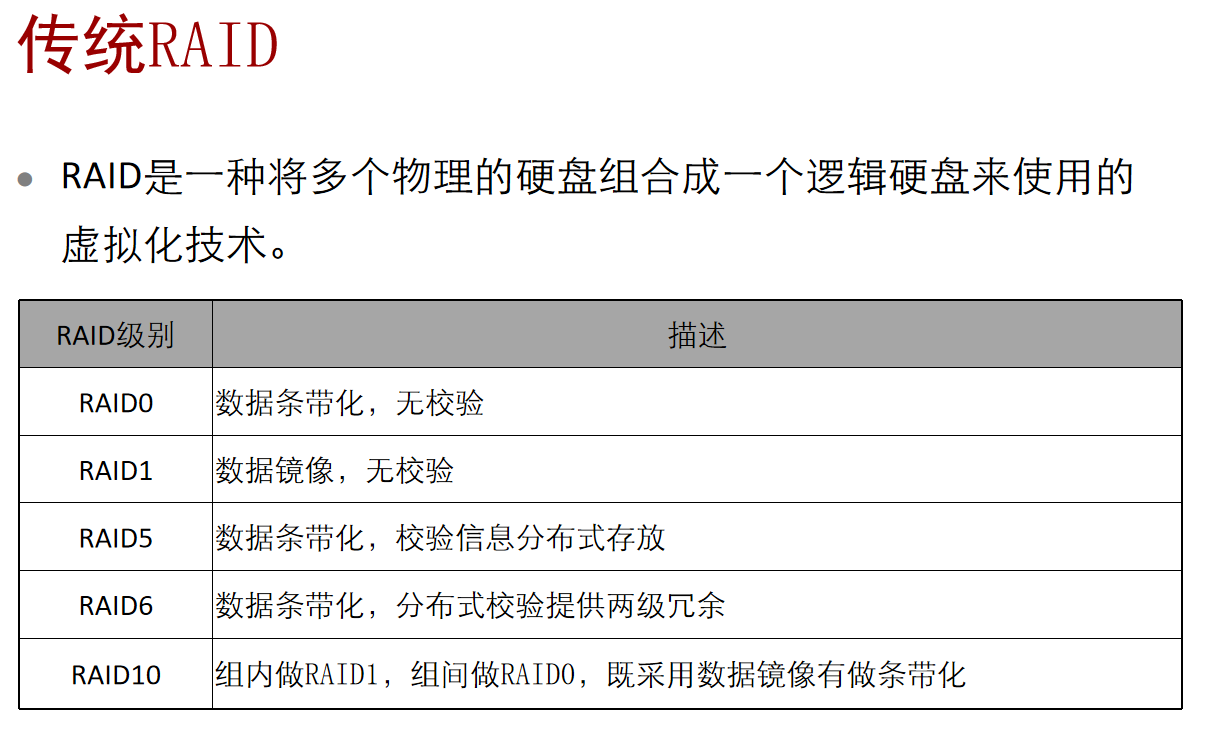 传统RAID
RAID是一种将多个物理的硬盘组合成一个逻辑硬盘来使用的
虚拟化技术。
RAID级别 描述
RAID0 数据条带化，无校验
RAID1 数据镜像，无校验
RAID5 数据条带化，校验信息分布式存放
RAID6 数据条带化，分布式校验提供两级冗余
RAID10 组内做RAID1，组间做RAID0，既采用数据镜像有做条带化